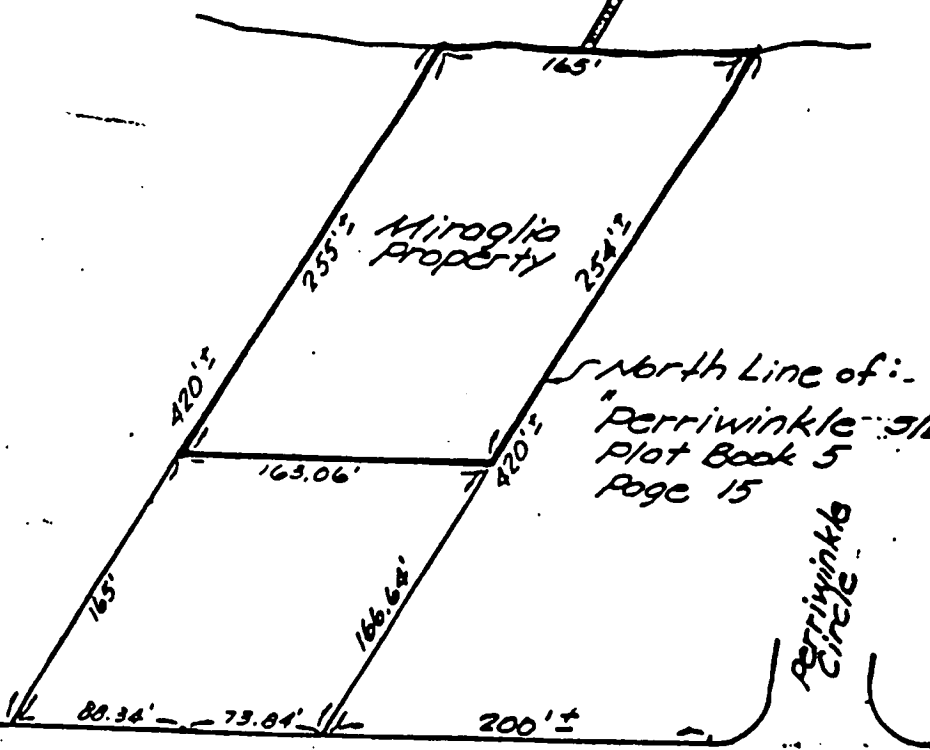 165'
Miraglia
Property
255'±
254'±
420'±
420'±
North Line of:-
"Perriwinkle
Plat Book 5
Page 15
163.06'
165'
166.64'
Perriwinkle
Circle
88.34'
73.84'
200'±